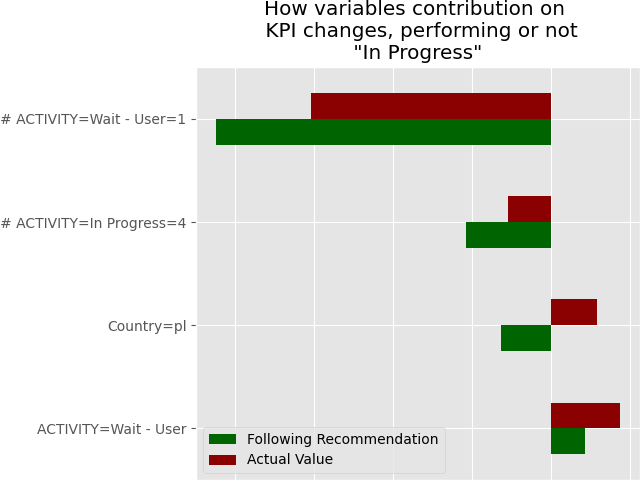 How variables contribution on
KPI changes, performing or not
"In Progress"
# ACTIVITY=Wait - User=1
# ACTIVITY=In Progress=4
Country=pl
ACTIVITY=Wait - User
Following Recommendation
Actual Value